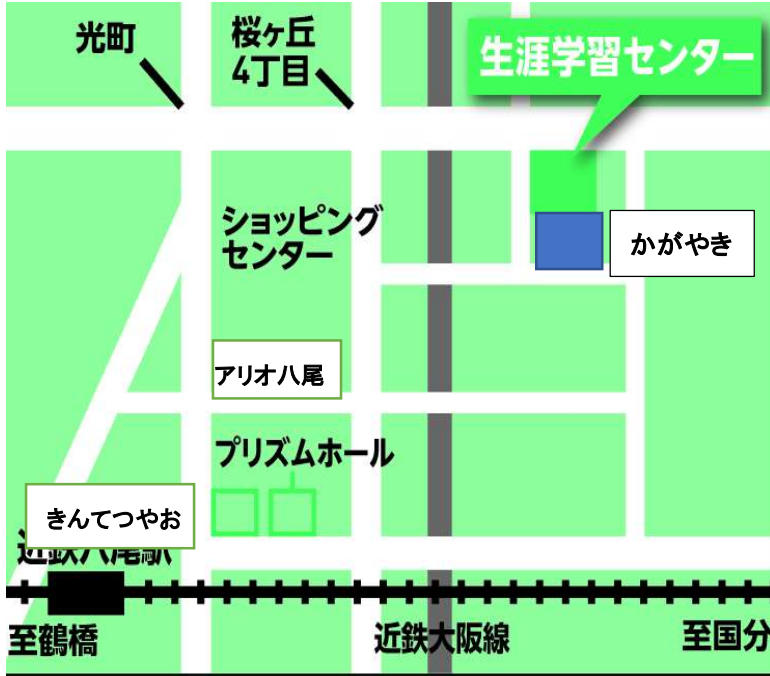 光町
桜ヶ丘
4丁目
生涯学習センター
ショッピング
センター
かがやき
アリオ八尾
プリズムホール
きんてつやお
近鉄八尾駅
至鶴橋
近鉄大阪線
至国分